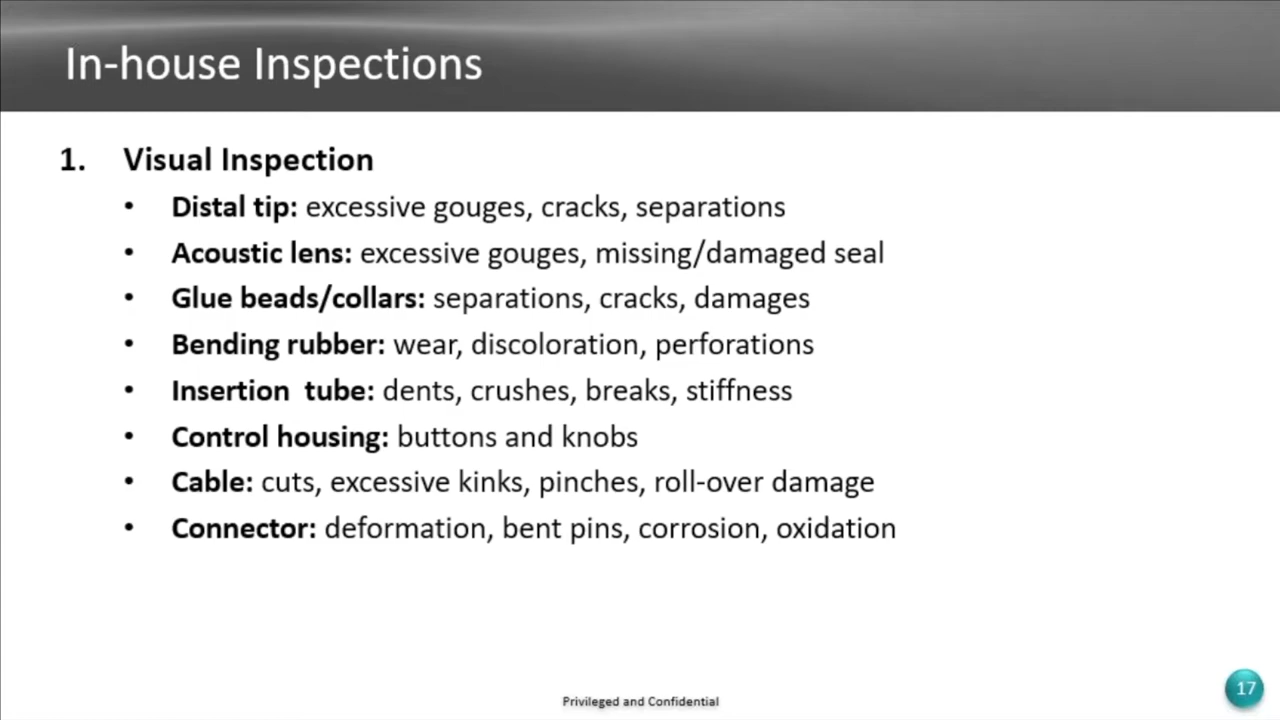 In-house Inspections
1. Visual Inspection
• Distal tip: excessive gouges, cracks, separations
• Acoustic lens: excessive gouges, missing/damaged seal
• Glue beads/collars: separations, cracks, damages
• Bending rubber: wear, discoloration, perforations
• Insertion  tube: dents, crushes, breaks, stiffness
• Control housing: buttons and knobs
• Cable: cuts, excessive kinks, pinches, roll-over damage
• Connector: deformation, bent pins, corrosion, oxidation
Privileged and Confidential
17